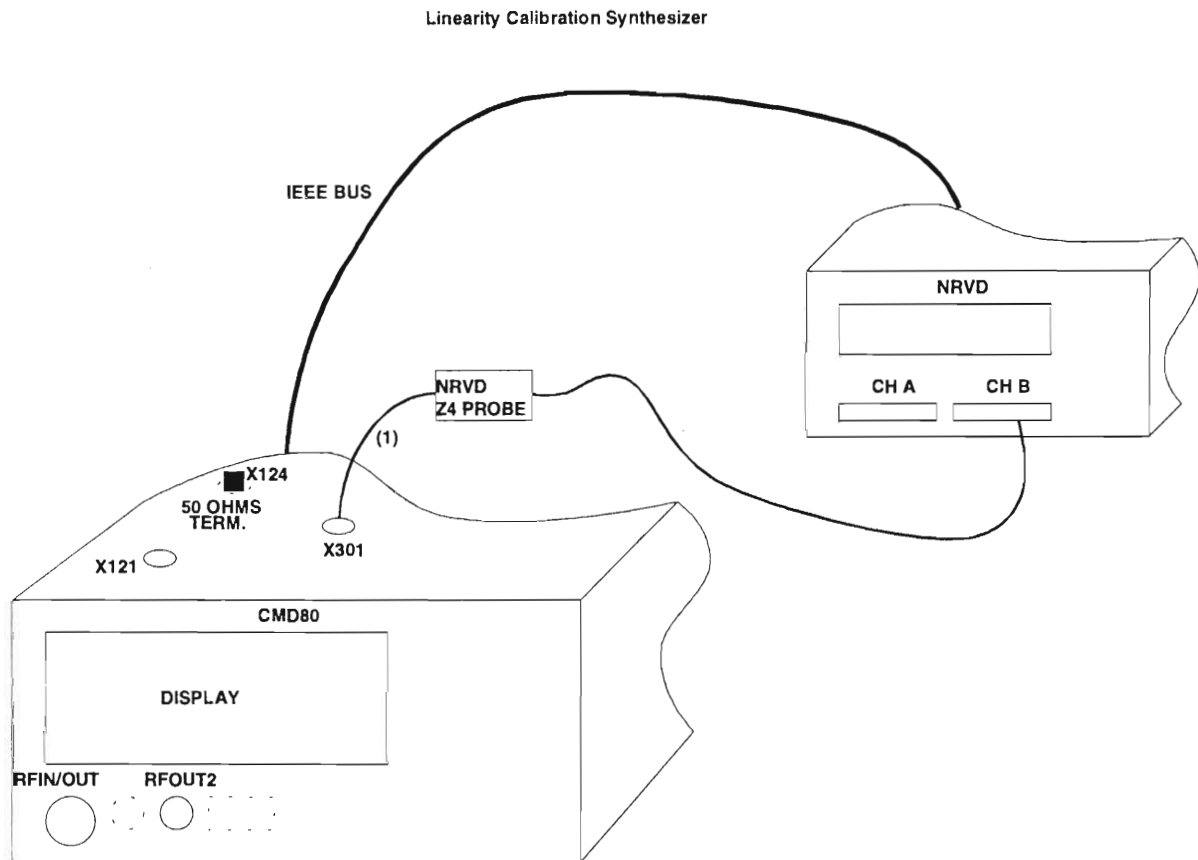 Linearity Calibration Synthesizer
IEEE BUS
NRVD
CH A
CH B
NRVD
Z4 PROBE
(1)
X124
50 OHMS
TERM.
X301
X121
CMD80
DISPLAY
RFIN/OUT
RFOUT2